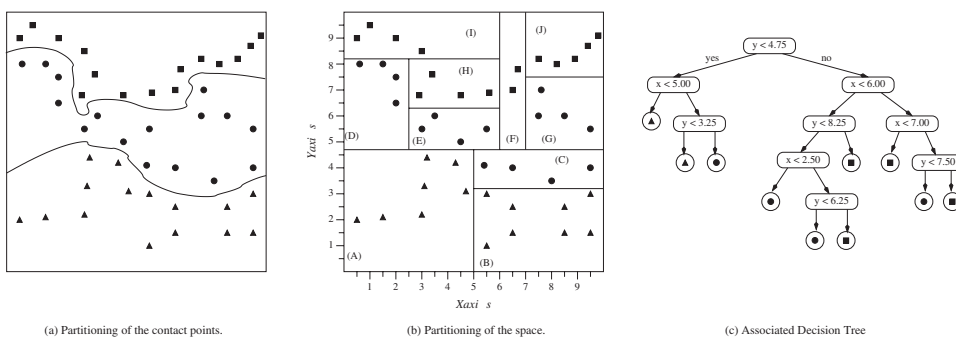 (I)
(J)
(H)
(D)
(E)
(F)
(G)
(C)
(A)
(B)
9
8
7
6
5
4
3
2
1
Yaxi s
1 2 3 4 5 6 7 8 9
Xaxi s
y < 4.75
yes
no
x < 5.00
x < 6.00
y < 3.25
y < 8.25
x < 7.00
x < 2.50
y < 7.50
y < 6.25
(a) Partitioning of the contact points.
(b) Partitioning of the space.
(c) Associated Decision Tree